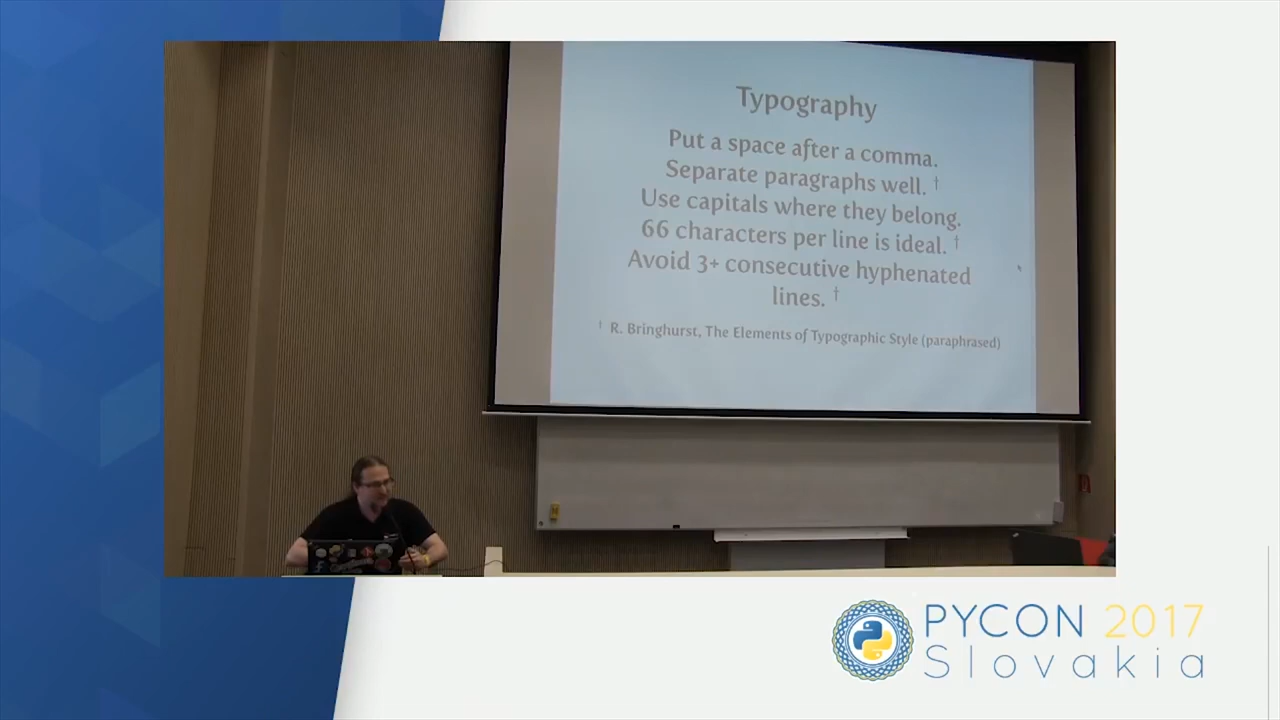 Typography
Put a space after a comma.
Separate paragraphs well. †
Use capitals where they belong.
66 characters per line is ideal. †
Avoid 3+ consecutive hyphenated
lines. †
† R. Bringhurst, The Elements of Typographic Style (paraphrased)
PYCON 2017
Slovakia